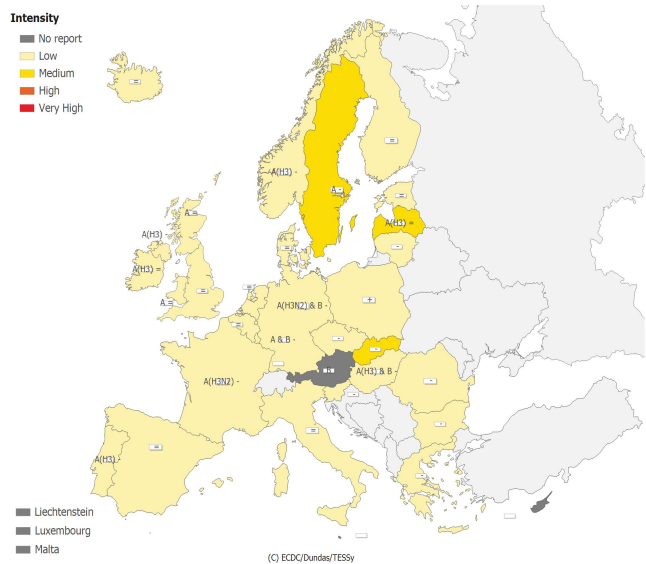 Intensity
No report
Low
Medium
High
Very High
=
=
A(H3) -
A -
=
A =
A(H3) =
A(H3) -
-
=
A(H3) =
=
=
A =
A(H3N2) & B -
+
=
A & B -
-
-
B
A(H3) & B -
-
A(H3N2) -
-
-
=
=
A(H3) -
-
Liechtenstein
Luxembourg
Malta
(C) ECDC/Dundas/TESSy